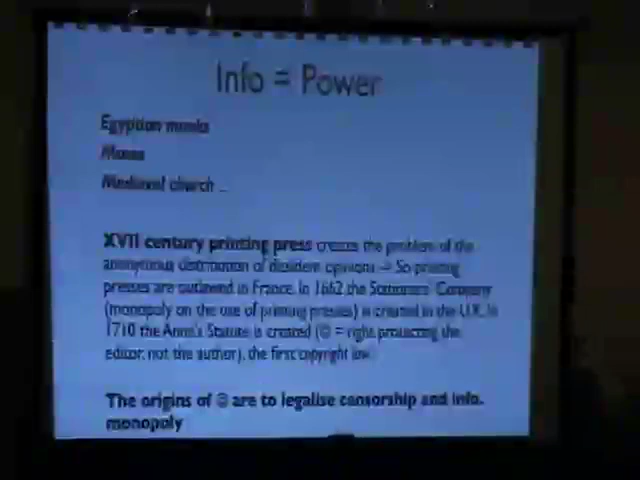 Info = Power
Egyptian monks
Mayas
Medieval church ...
XVII century printing press creates the problem of the
anonymous distribution of dissident opinions -- So printing
presses are outlawed in France. In 1662 the Stationers' Company
(monopoly on the use of printing presses) is created in the U.K. In
1710 the Anne's Statute is created (© = right protecting the
editor, not the author), the first copyright law.
The origins of © are to legalise censorship and info.
monopoly